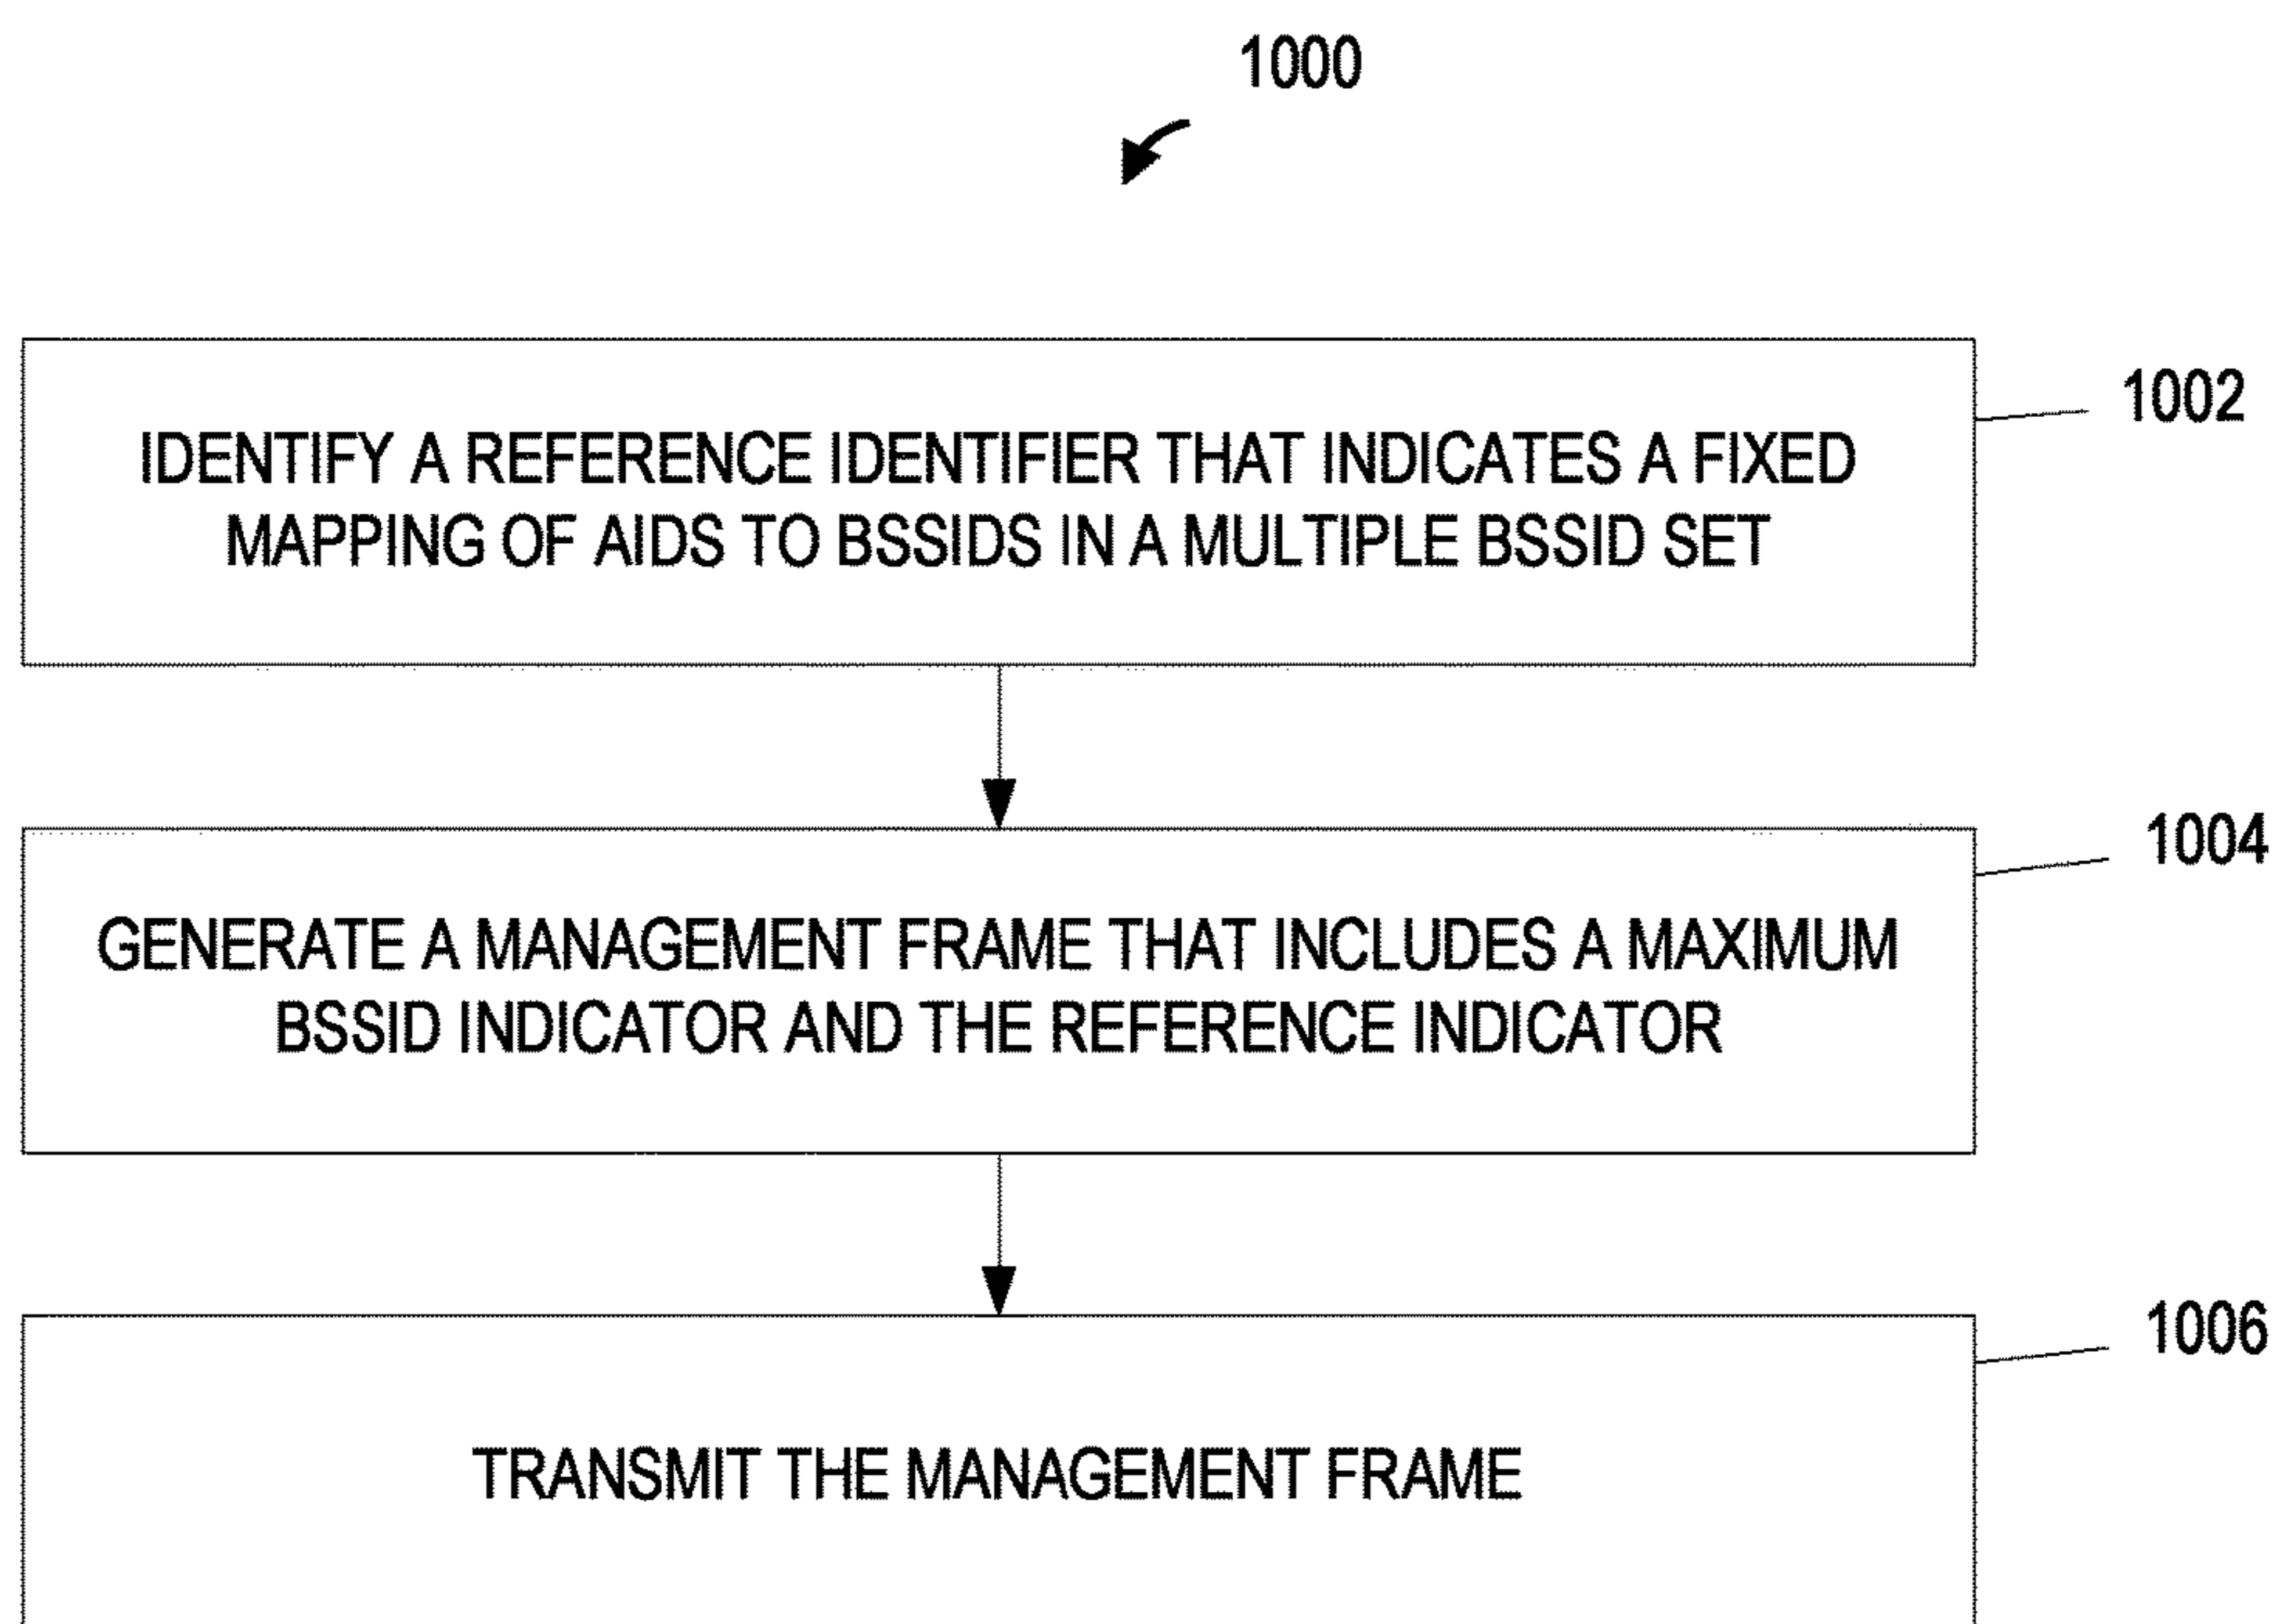 1000
IDENTIFY A REFERENCE IDENTIFIER THAT INDICATES A FIXED
MAPPING OF AIDS TO BSSIDS IN A MULTIPLE BSSID SET
1002
GENERATE A MANAGEMENT FRAME THAT INCLUDES A MAXIMUM
BSSID INDICATOR AND THE REFERENCE INDICATOR
1004
TRANSMIT THE MANAGEMENT FRAME
1006